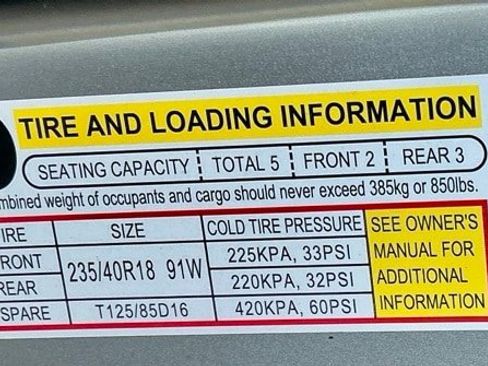 TIRE AND LOADING INFORMATION
SEATING CAPACITY TOTAL 5 FRONT 2 REAR 3
mbined weight of occupants and cargo should never exceed 385kg or 850lbs.
IRE SIZE COLD TIRE PRESSURE SEE OWNER'S
RONT 235/40R18 91W 225KPA, 33PSI MANUAL FOR
REAR 220KPA, 32PSI ADDITIONAL
SPARE T125/85D16 420KPA, 60PSI INFORMATION